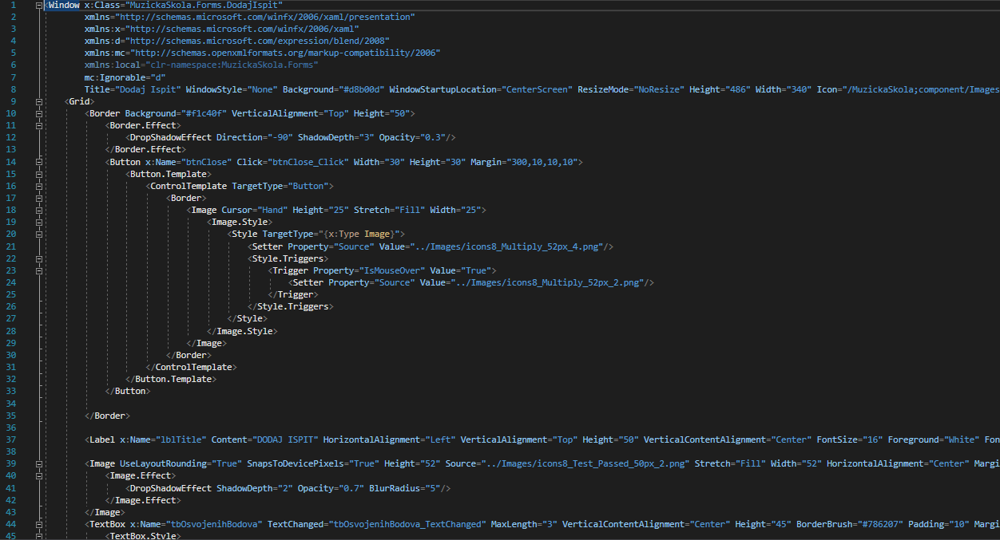 1 <Window x:Class="MuzickaSkola.Forms.DodajIspit"
2 xmlns="http://schemas.microsoft.com/winfx/2006/xaml/presentation"
3 xmlns:x="http://schemas.microsoft.com/winfx/2006/xaml"
4 xmlns:d="http://schemas.microsoft.com/expression/blend/2008"
5 xmlns:mc="http://schemas.openxmlformats.org/markup-compatibility/2006"
6 xmlns:local="clr-namespace:MuzickaSkola.Forms"
7 mc:Ignorable="d"
8 Title="Dodaj Ispit" WindowStyle="None" Background="#d8b00d" WindowStartupLocation="CenterScreen" ResizeMode="NoResize" Height="486" Width="340" Icon="/MuzickaSkola;component/Images
9 <Grid>
10 <Border Background="#f1c40f" VerticalAlignment="Top" Height="50">
11 <Border.Effect>
12 <DropShadowEffect Direction="-90" ShadowDepth="3" Opacity="0.3"/>
13 </Border.Effect>
14 <Button x:Name="btnClose" Click="btnClose_Click" Width="30" Height="30" Margin="300,10,10,10">
15 <Button.Template>
16 <ControlTemplate TargetType="Button">
17 <Border>
18 <Image Cursor="Hand" Height="25" Stretch="Fill" Width="25">
19 <Image.Style>
20 <Style TargetType="{x:Type Image}">
21 <Setter Property="Source" Value="../Images/icons8_Multiply_52px_4.png"/>
22 <Style.Triggers>
23 <Trigger Property="IsMouseOver" Value="True">
24 <Setter Property="Source" Value="../Images/icons8_Multiply_52px_2.png"/>
25 </Trigger>
26 </Style.Triggers>
27 </Style>
28 </Image.Style>
29 </Image>
30 </Border>
31 </ControlTemplate>
32 </Button.Template>
33 </Button>
34
35 </Border>
36
37 <Label x:Name="lblTitle" Content="DODAJ ISPIT" HorizontalAlignment="Left" VerticalAlignment="Top" Height="50" VerticalContentAlignment="Center" FontSize="16" Foreground="White" Fon
38
39 <Image UseLayoutRounding="True" SnapsToDevicePixels="True" Height="52" Source="../Images/icons8_Test_Passed_50px_2.png" Stretch="Fill" Width="52" HorizontalAlignment="Center" Margi
40 <Image.Effect>
41 <DropShadowEffect ShadowDepth="2" Opacity="0.7" BlurRadius="5"/>
42 </Image.Effect>
43 </Image>
44 <TextBox x:Name="tbOsvojenihBodova" TextChanged="tbOsvojenihBodova_TextChanged" MaxLength="3" VerticalContentAlignment="Center" Height="45" BorderBrush="#786207" Padding="10" Margi
45 <TextBox.Style>